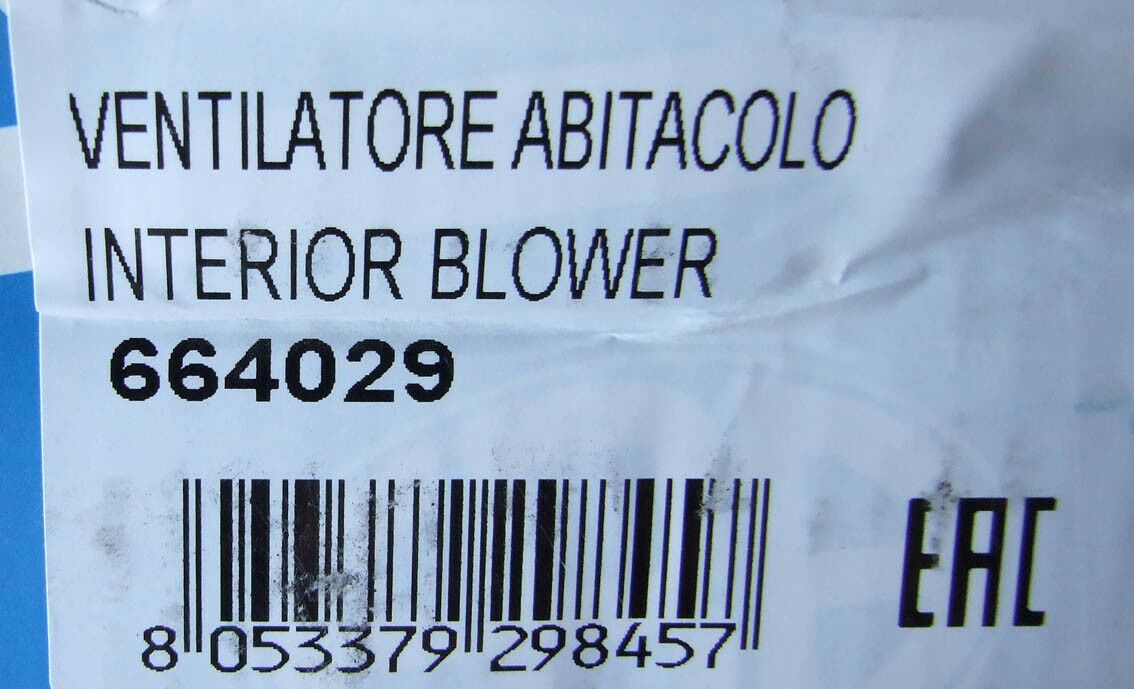 VENTILATORE ABITACOLO
INTERIOR BLOWER
664029
8 053379 298457
EAC